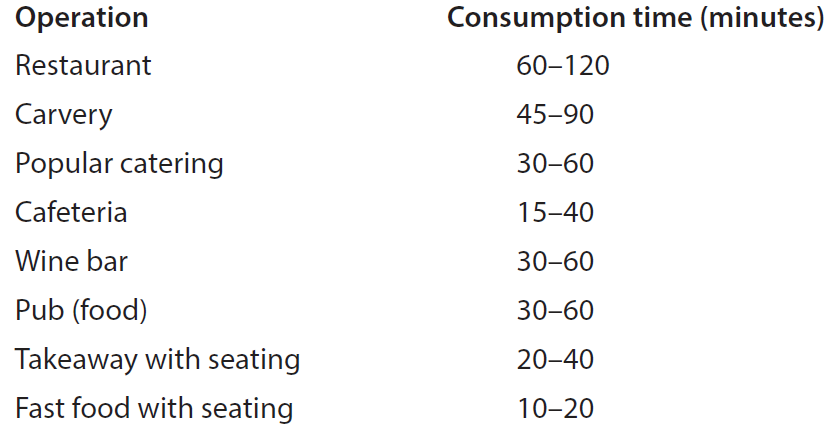 Operation Consumption time (minutes)
Restaurant 60–120
Carvery 45–90
Popular catering 30–60
Cafeteria 15–40
Wine bar 30–60
Pub (food) 30–60
Takeaway with seating 20–40
Fast food with seating 10–20